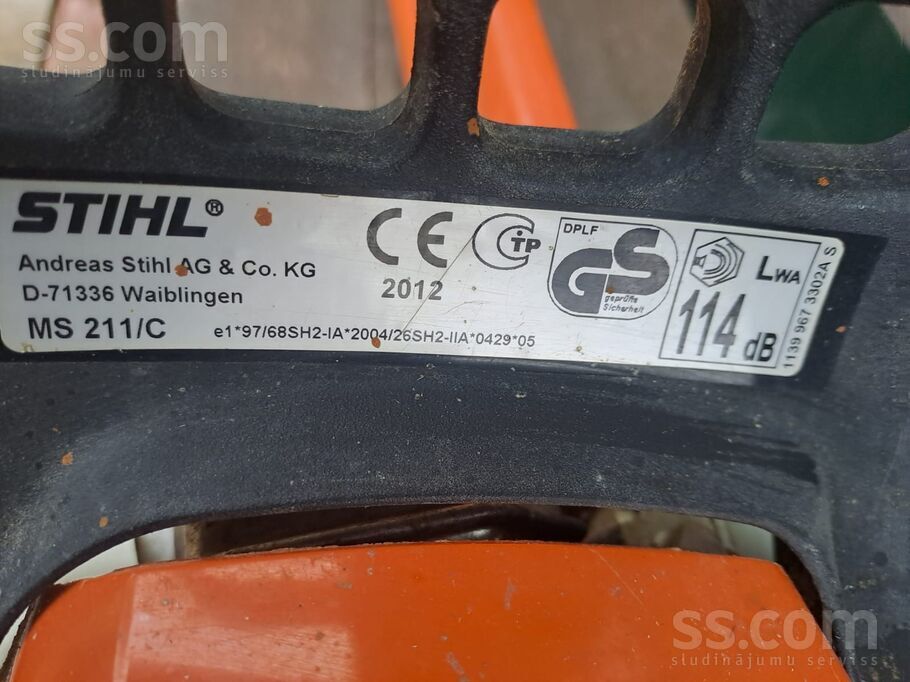 ss.com
sludinājumu serviss
STIHL®
Andreas Stihl AG & Co. KG
D-71336 Waiblingen
MS 211/C
e1*97/68SH2-IA*2004/26SH2-IIA*0429*05
CE
2012
C TP
DPLF
GS
geprüfte
Sicherheit
LWA
114 dB
1139 967 3302A S
ss.com
sludinājumu serviss